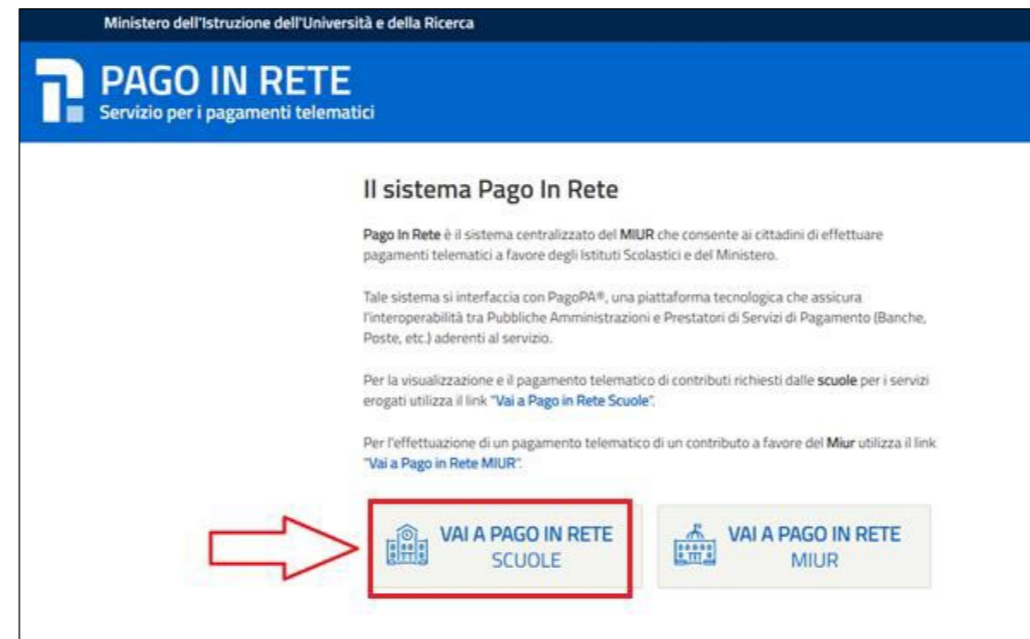 Ministero dell'Istruzione dell'Università e della Ricerca
PAGO IN RETE
Servizio per i pagamenti telematici
Il sistema Pago In Rete
Pago In Rete è il sistema centralizzato del MIUR che consente ai cittadini di effettuare
pagamenti telematici a favore degli Istituti Scolastici e del Ministero.
Tale sistema si interfaccia con PagoPA®, una piattaforma tecnologica che assicura
l'interoperabilità tra Pubbliche Amministrazioni e Prestatori di Servizi di Pagamento (Banche,
Poste, etc.) aderenti al servizio.
Per la visualizzazione e il pagamento telematico di contributi richiesti dalle scuole per i servizi
erogati utilizza il link "Vai a Pago in Rete Scuole".
Per l'effettuazione di un pagamento telematico di un contributo a favore del Miur utilizza il link
"Vai a Pago in Rete MIUR".
VAI A PAGO IN RETE
SCUOLE
VAI A PAGO IN RETE
MIUR